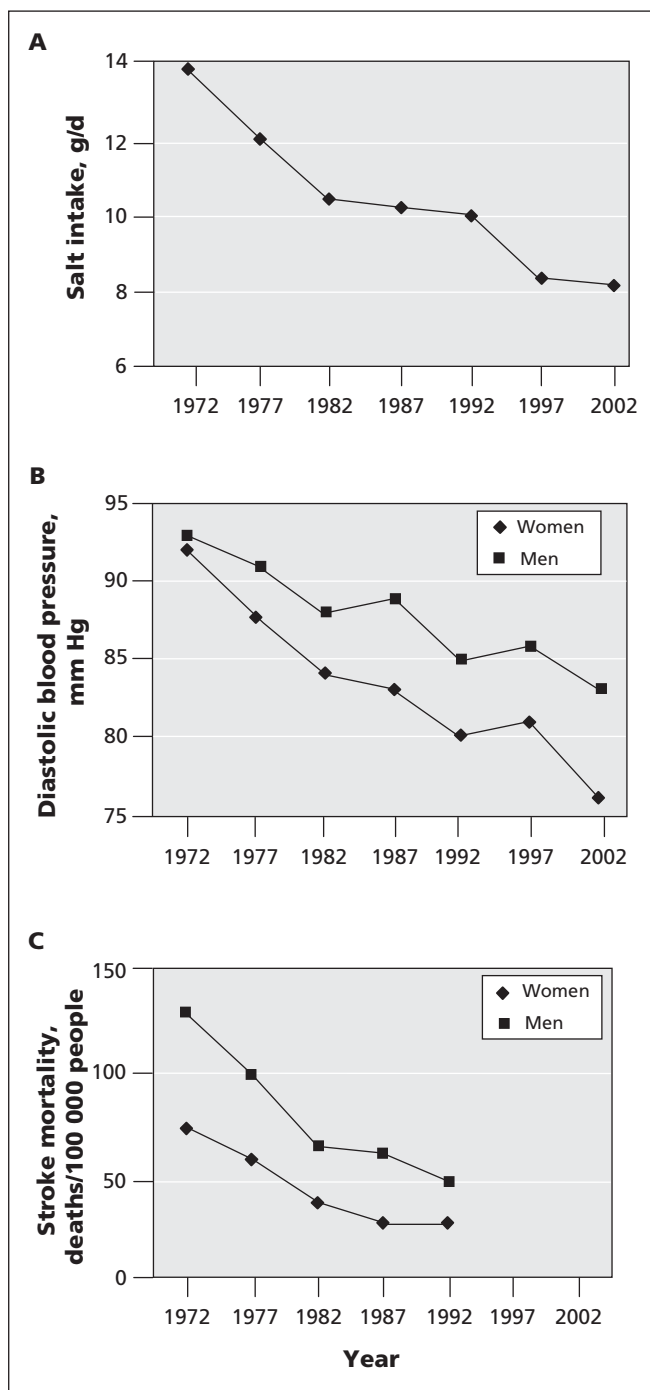 A
Salt intake, g/d
14
12
10
8
6
1972 1977 1982 1987 1992 1997 2002
B
Diastolic blood pressure,
mm Hg
95
90
85
80
75
Women
Men
1972 1977 1982 1987 1992 1997 2002
C
Stroke mortality,
deaths/100 000 people
150
100
50
0
Women
Men
1972 1977 1982 1987 1992 1997 2002
Year